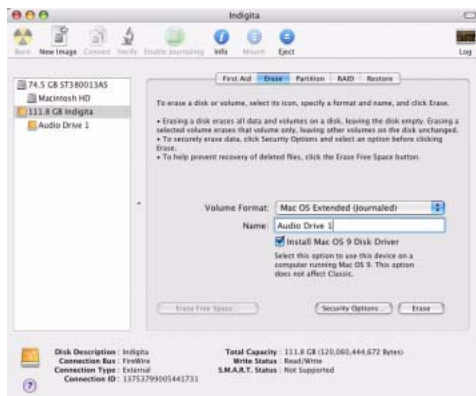 Indigita
Burn New Image Convert Verify Enable Journaling Info Mount Eject Log
First Aid Erase Partition RAID Restore
74.5 GB ST380013AS
Macintosh HD
111.8 GB Indigita
Audio Drive 1
To erase a disk or volume, select its icon, specify a format and name, and click Erase.
• Erasing a disk erases all data and volumes on a disk, leaving the disk empty. Erasing a
selected volume erases that volume only, leaving other volumes on the disk unchanged.
• To securely erase data, click Security Options and select an option before clicking
Erase.
• To help prevent recovery of deleted files, click the Erase Free Space button.
Volume Format: Mac OS Extended (Journaled)
Name: Audio Drive 1
Install Mac OS 9 Disk Driver
Select this option to use this device on a
computer running Mac OS 9. This option
does not affect Classic.
Erase Free Space... Security Options... Erase
Disk Description : Indigita
Connection Bus : FireWire
Connection Type : External
Connection ID : 13753799005441731
Total Capacity : 111.8 GB (120,060,444,672 Bytes)
Write Status : Read/Write
S.M.A.R.T. Status : Not Supported
?